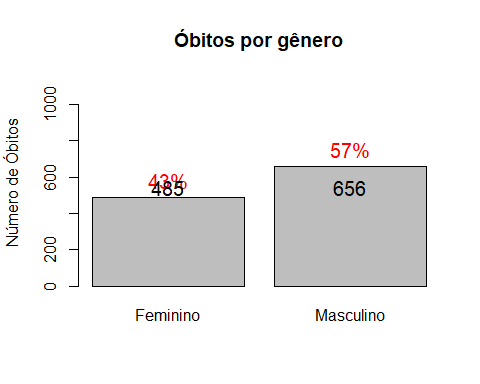 Óbitos por gênero
Número de Óbitos
1000
600
200
0
43%
485
57%
656
Feminino
Masculino